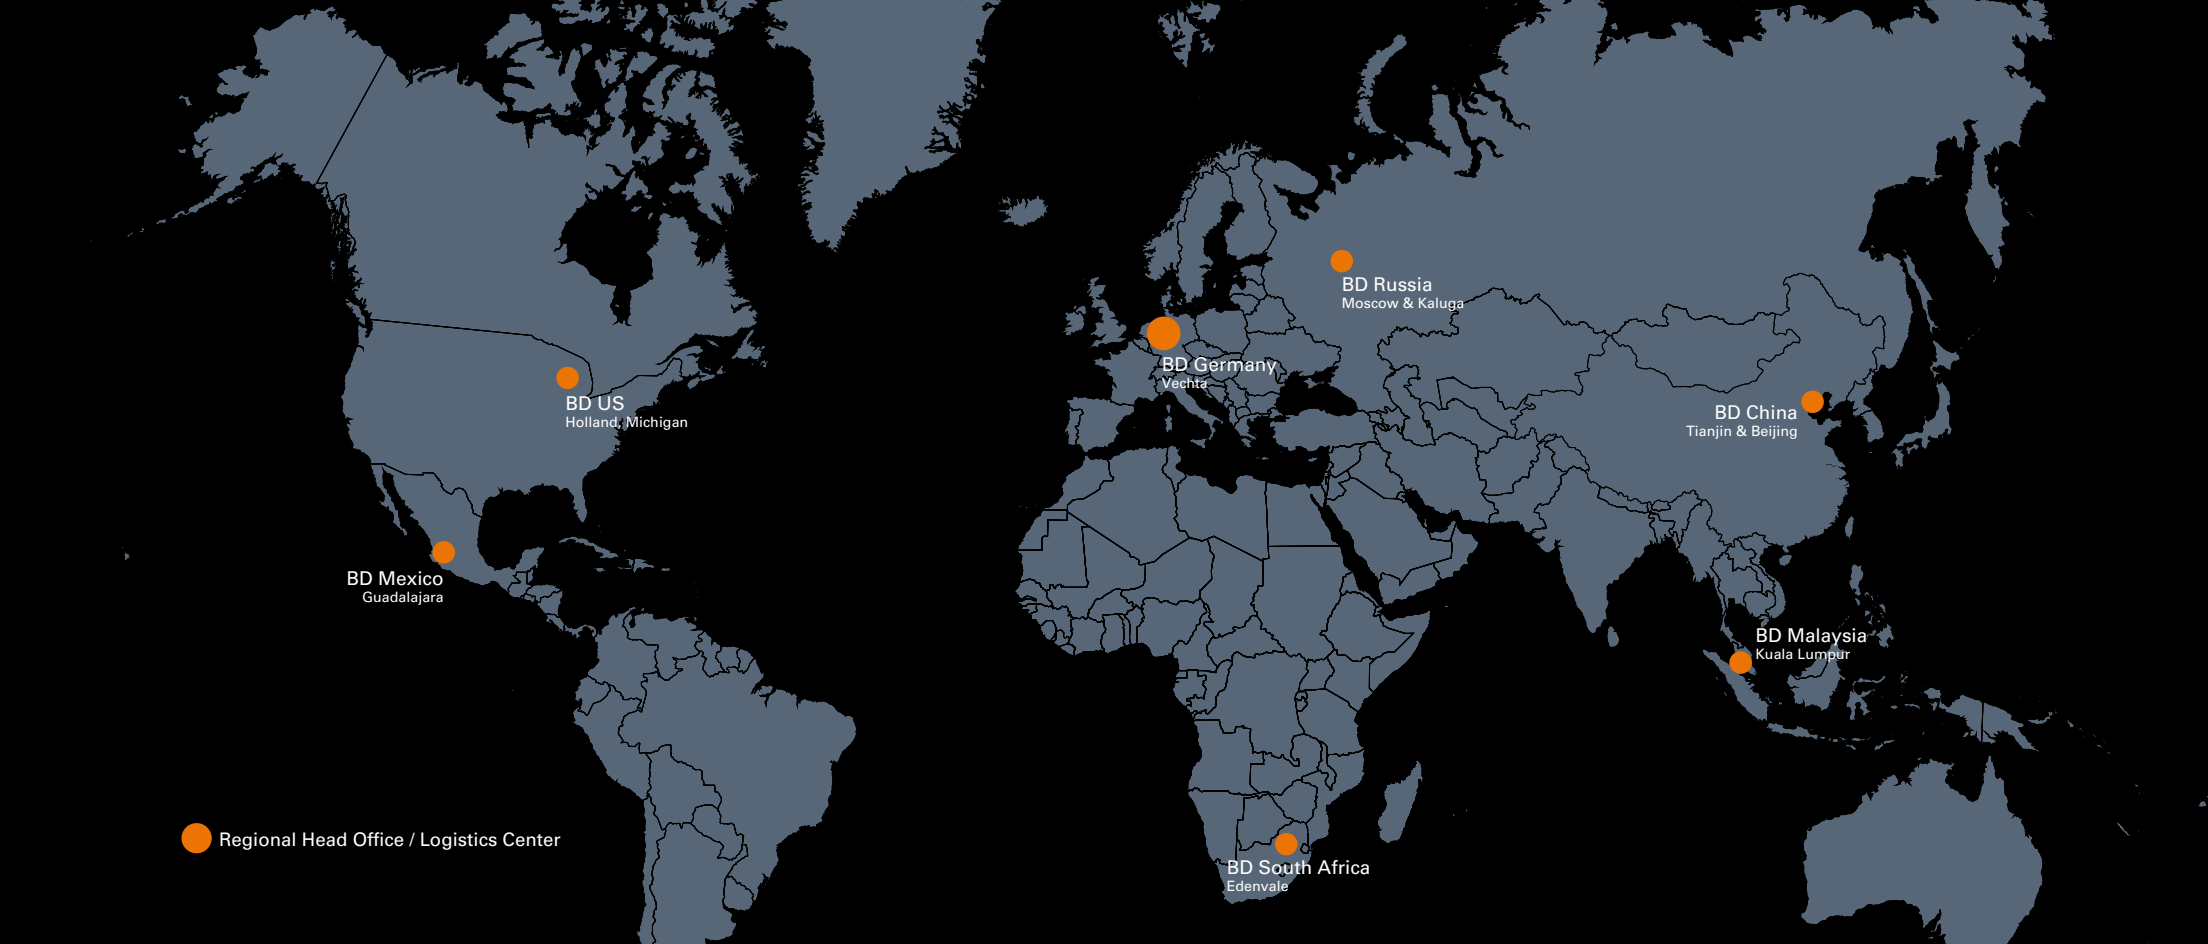 BD Russia
Moscow & Kaluga
BD Germany
Vechta
BD US
Holland, Michigan
BD China
Tianjin & Beijing
BD Mexico
Guadalajara
BD Malaysia
Kuala Lumpur
Regional Head Office / Logistics Center
BD South Africa
Edenvale